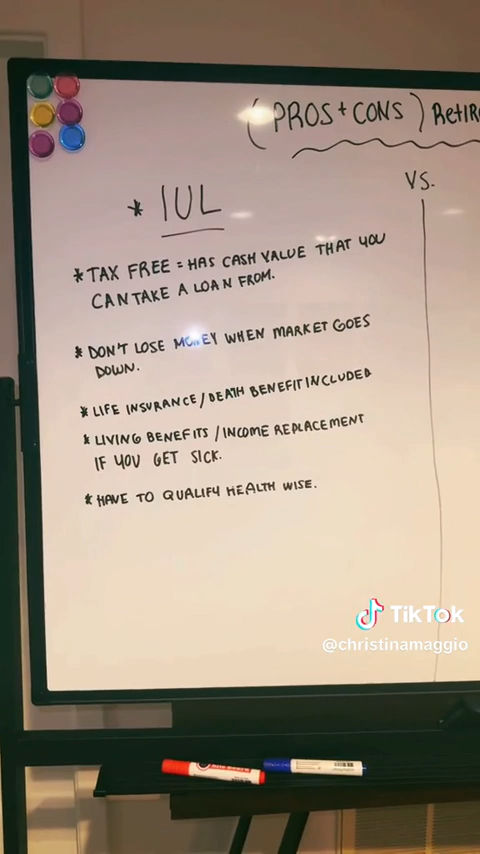 (PROS + CONS) RetIR
* IUL
VS.
* TAX FREE = HAS CASH VALUE THAT YOU
CAN TAKE A LOAN FROM.
* DON'T LOSE MONEY WHEN MARKET GOES
DOWN.
* LIFE INSURANCE / DEATH BENEFIT INCLUDED
* LIVING BENEFITS / INCOME REPLACEMENT
IF YOU GET SICK.
* HAVE TO QUALIFY HEALTH WISE.
TikTok
@christinamaggio